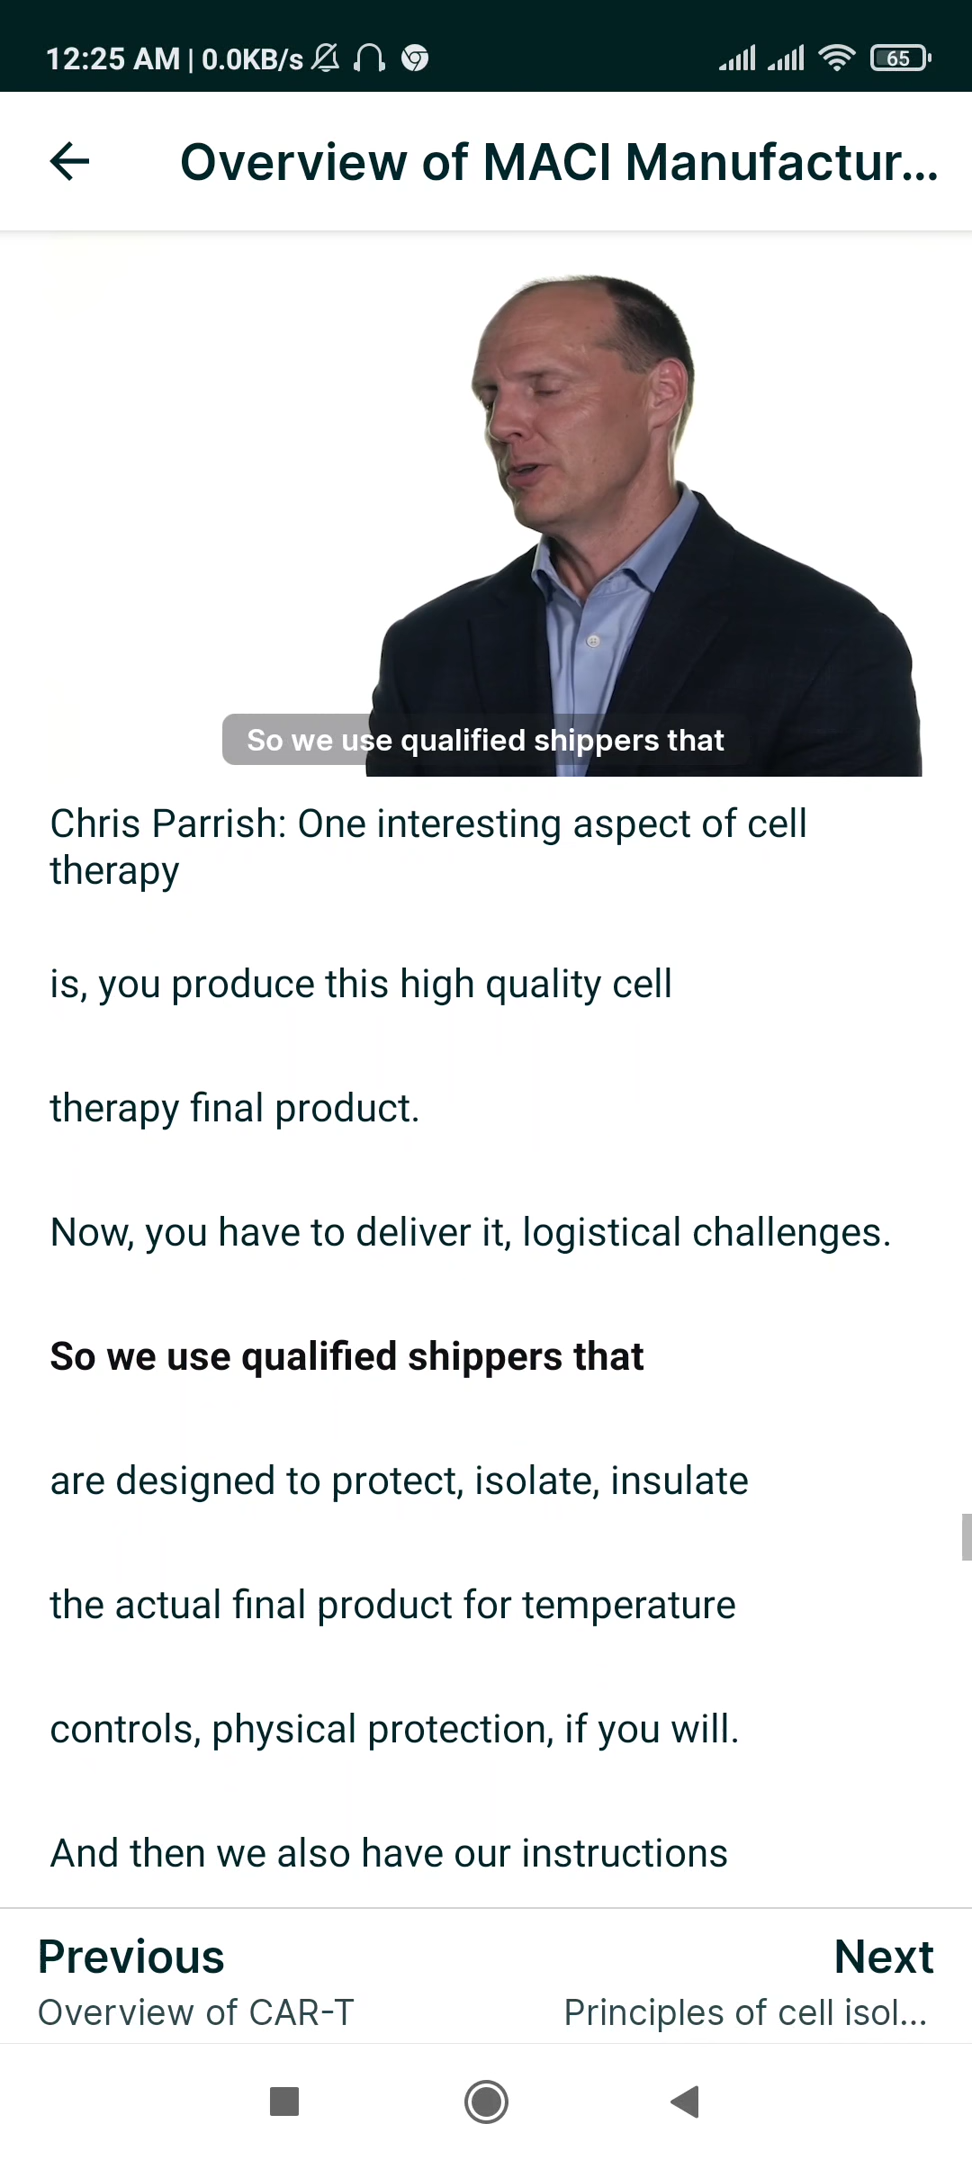 12:25 AM | 0.0KB/s
65
Overview of MACI Manufactur...
So we use qualified shippers that
Chris Parrish: One interesting aspect of cell
therapy
is, you produce this high quality cell
therapy final product.
Now, you have to deliver it, logistical challenges.
So we use qualified shippers that
are designed to protect, isolate, insulate
the actual final product for temperature
controls, physical protection, if you will.
And then we also have our instructions
Previous
Next
Overview of CAR-T
Principles of cell isol...